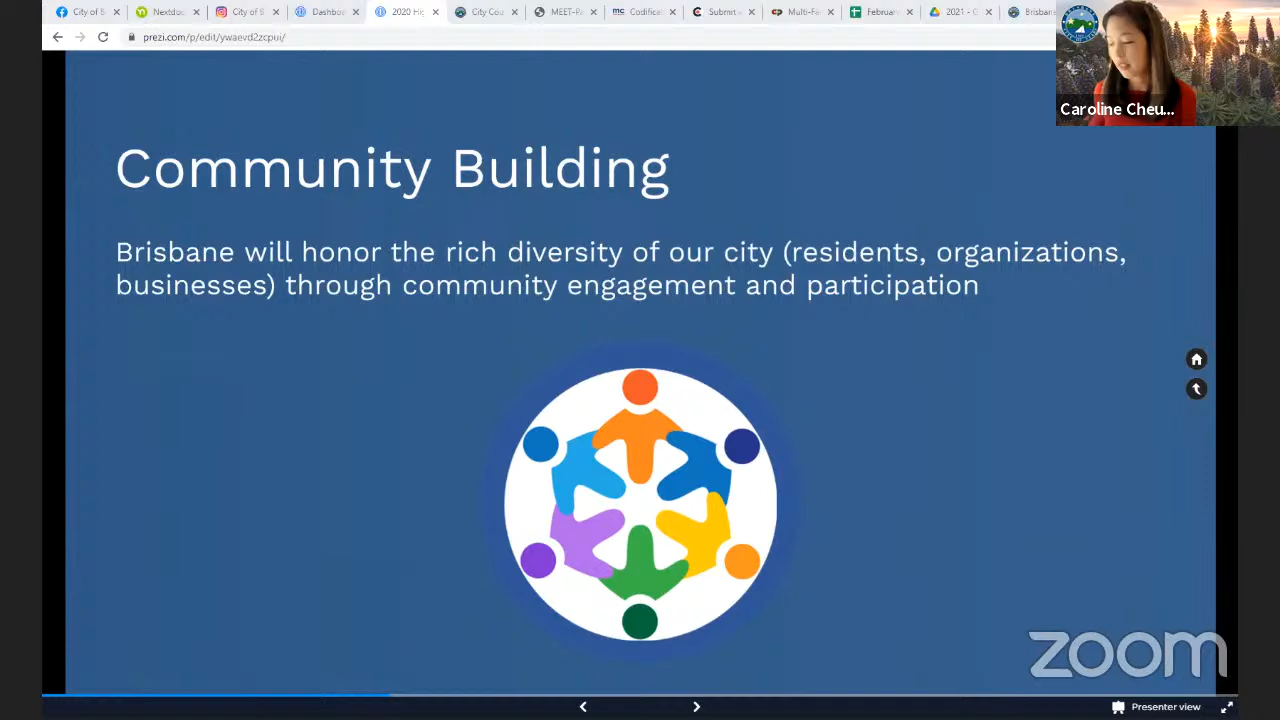 City of B
Nextdoo
City of B
Dashboa
2020 Hig
City Cou
MEET-Pa
Codifica
Submit
Multi-Fa
Februar
2021 - C
Brisban
prezi.com/p/edit/ywaevd2zcpui/
Caroline Cheu...
Community Building
Brisbane will honor the rich diversity of our city (residents, organizations,
businesses) through community engagement and participation
zoom
Presenter view